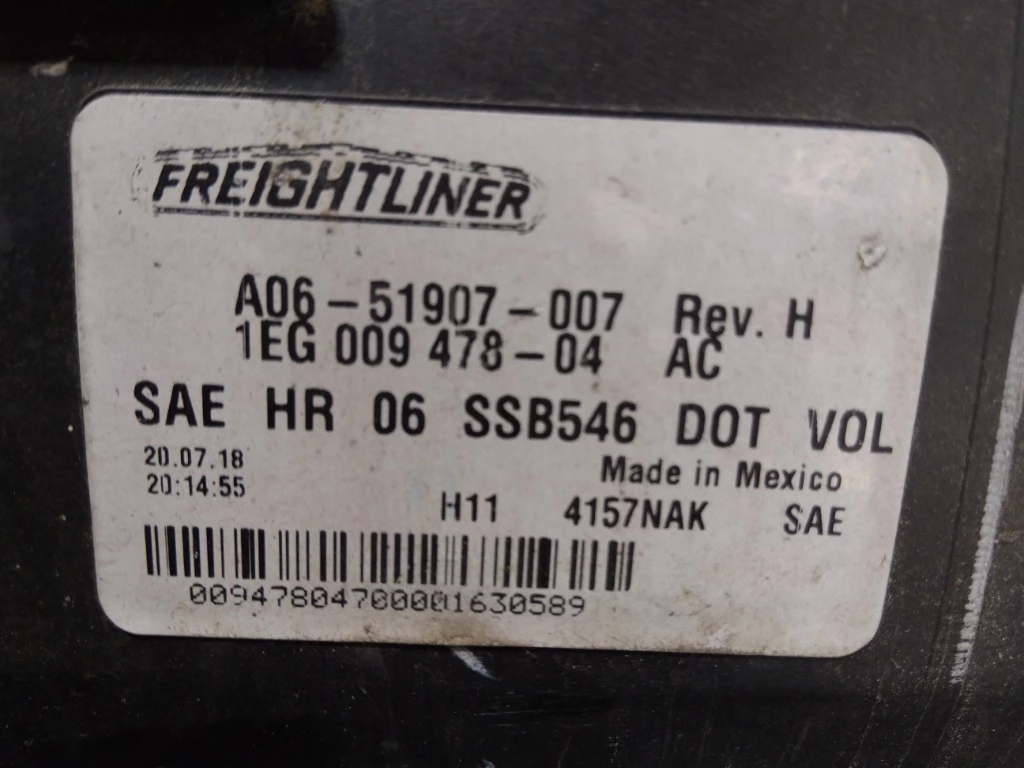 FREIGHTLINER
A06-51907-007 Rev. H
1EG 009 478-04 AC
SAE HR 06 SSB546 DOT VOL
20.07.18 Made in Mexico
20:14:55
H11 4157NAK SAE
00947804700001630589